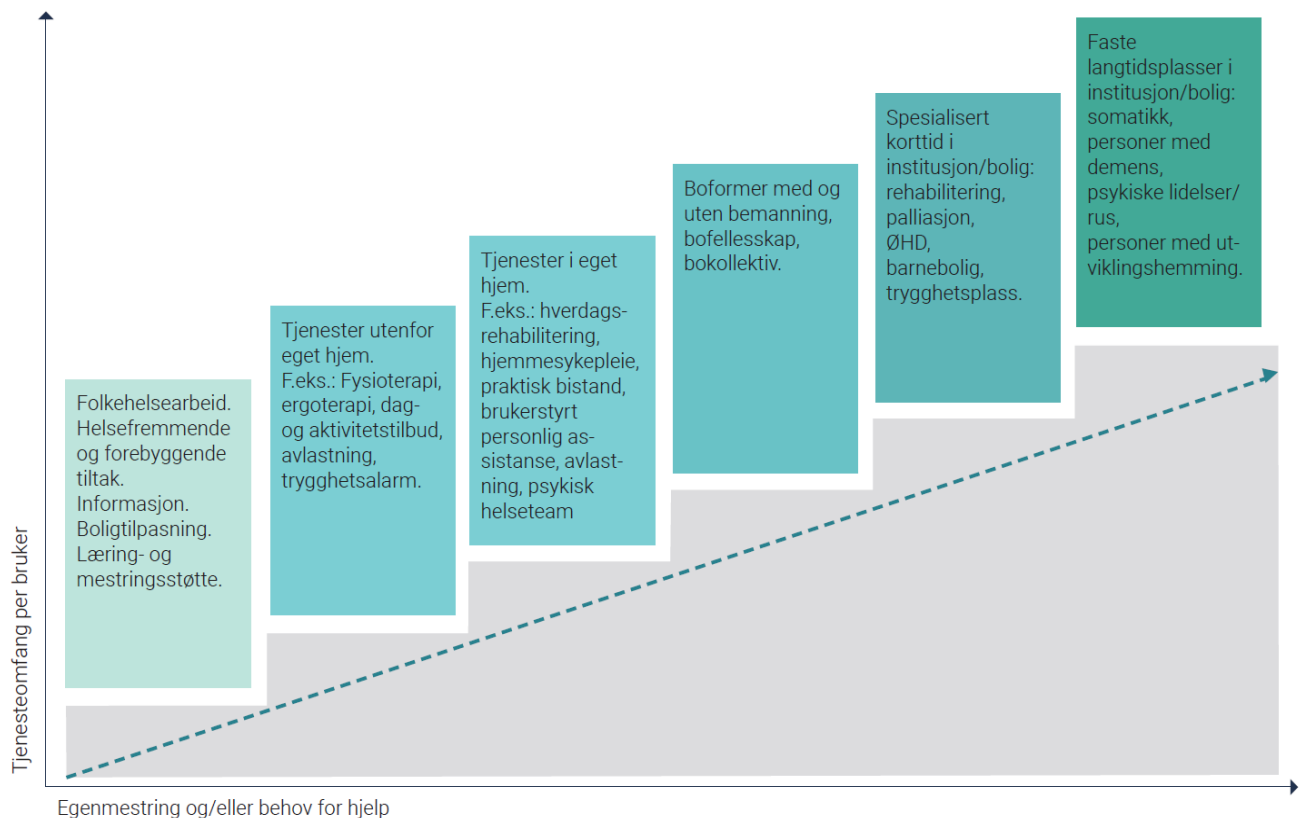 Folkehelsearbeid.
Helsefremmende
og forebyggende
tiltak.
Informasjon.
Boligtilpasning.
Læring- og
mestringsstøtte.
Tjenester utenfor
eget hjem.
F.eks.: Fysioterapi,
ergoterapi, dag-
og aktivitetstilbud,
avlastning,
trygghetsalarm.
Tjenester i eget
hjem.
F.eks.: hverdags-
rehabilitering,
hjemmesykepleie,
praktisk bistand,
brukerstyrt
personlig as-
sistanse, avlast-
ning, psykisk
helseteam
Boformer med og
uten bemanning,
bofellesskap,
bokollektiv.
Spesialisert
korttid i
institusjon/bolig:
rehabilitering,
palliasjon,
ØHD,
barnebolig,
trygghetsplass.
Faste
langtidsplasser i
institusjon/bolig:
somatikk,
personer med
demens,
psykiske lidelser/
rus,
personer med ut-
viklingshemming.
Tjenesteomfang per bruker
Egenmestring og/eller behov for hjelp